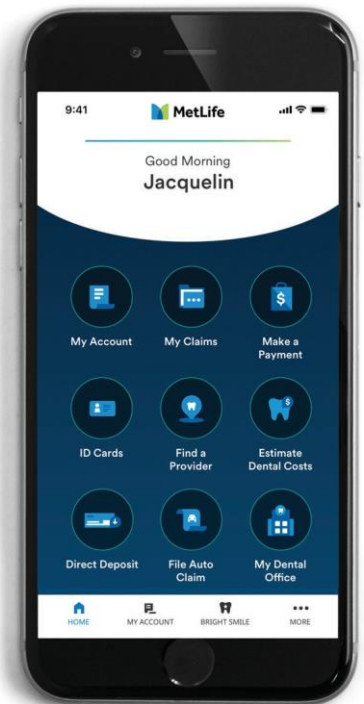 9:41
MetLife
Good Morning
Jacquelin
My Account
My Claims
Make a
Payment
ID Cards
Find a
Provider
Estimate
Dental Costs
Direct Deposit
File Auto
Claim
My Dental
Office
HOME
MY ACCOUNT
BRIGHT SMILE
MORE